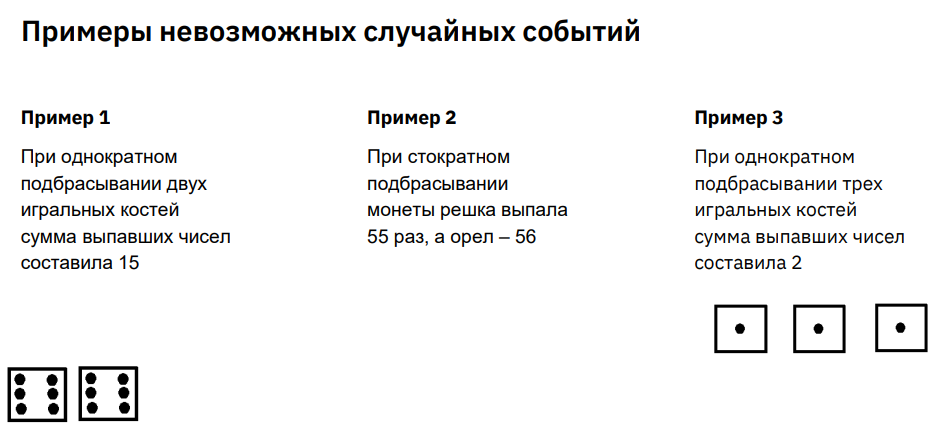 Примеры невозможных случайных событий
Пример 1
При однократном
подбрасывании двух
игральных костей
сумма выпавших чисел
составила 15
Пример 2
При стократном
подбрасывании
монеты решка выпала
55 раз, а орел – 56
Пример 3
При однократном
подбрасывании трех
игральных костей
сумма выпавших чисел
составила 2